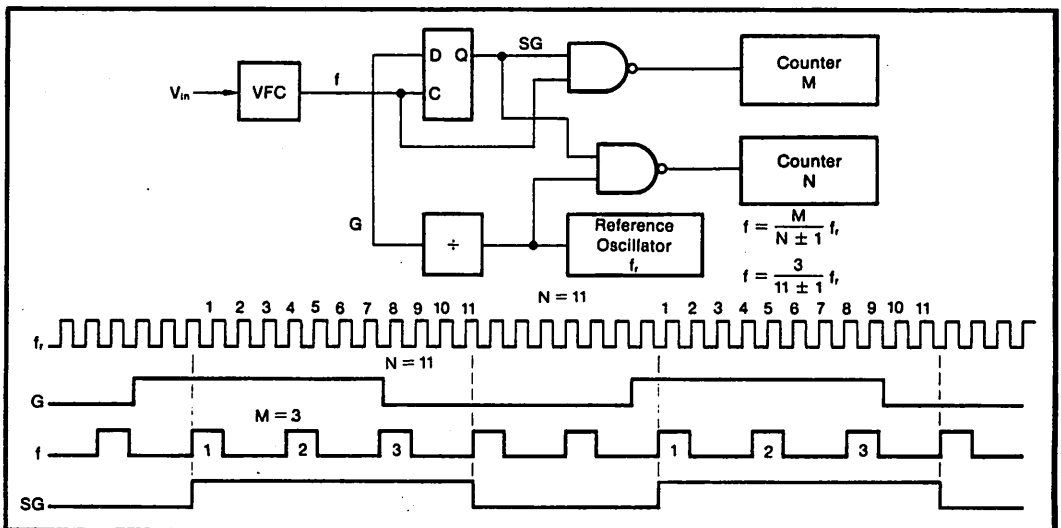 SG
D Q
C
Counter
M
V_in
VFC
f
Counter
N
G
÷
Reference
Oscillator
f_r
f = M / (N ± 1) f_r
f = 3 / (11 ± 1) f_r
N = 11
1 2 3 4 5 6 7 8 9 10 11 1 2 3 4 5 6 7 8 9 10 11
f_r
N = 11
G
M = 3
f 1 2 3 1 2 3
SG